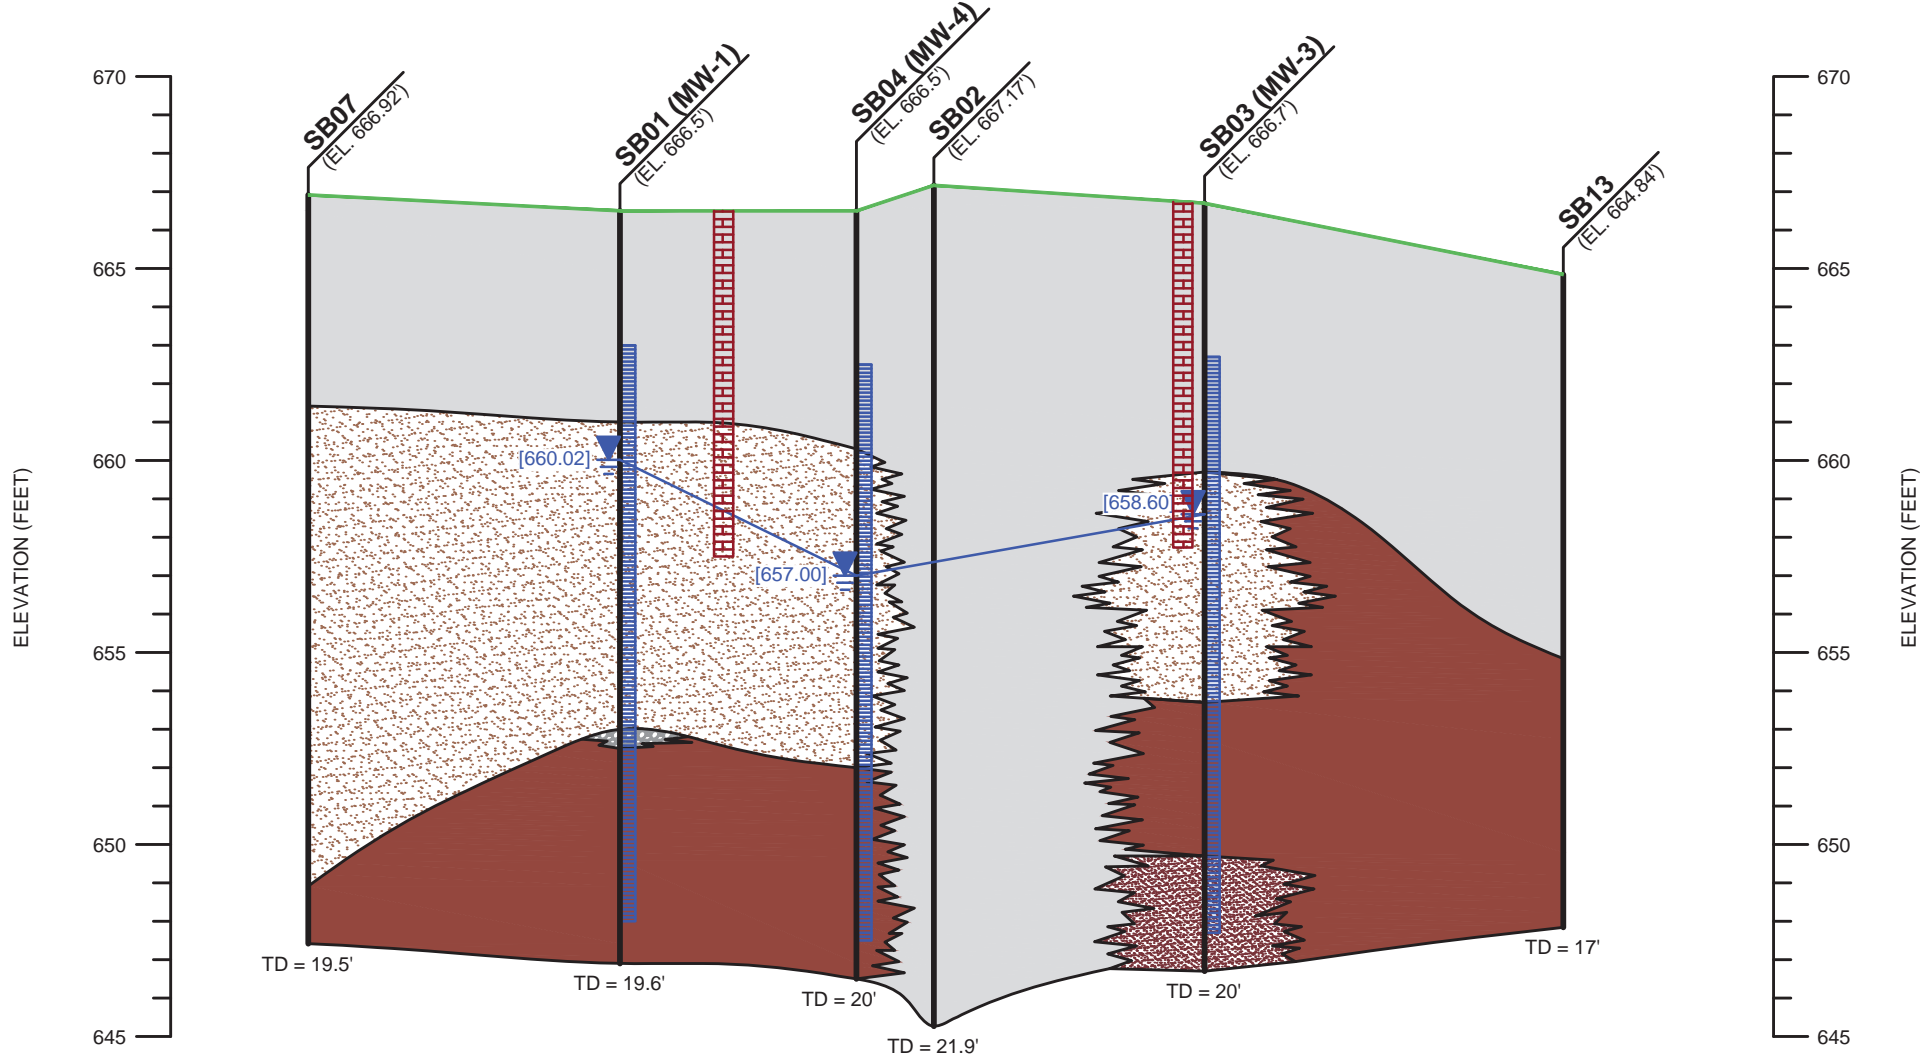 SB07
(EL. 666.92')
SB01 (MW-1)
(EL. 666.5')
SB04 (MW-4)
(EL. 666.5')
SB02
(EL. 667.17')
SB03 (MW-3)
(EL. 666.7')
SB13
(EL. 664.84')
670
665
660
655
650
645
ELEVATION (FEET)
[660.02]
[657.00]
[658.60
TD = 19.5'
TD = 19.6'
TD = 20'
TD = 21.9'
TD = 20'
TD = 17'
670
665
660
655
650
645
ELEVATION (FEET)